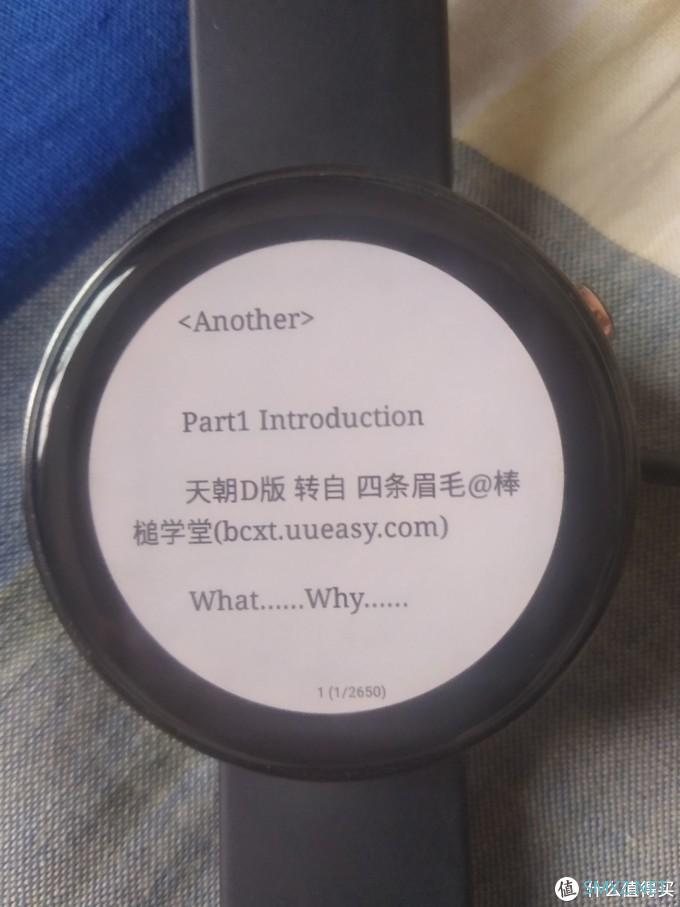 <Another>
Part1 Introduction
天朝D版 转自 四条眉毛@棒
槌学堂(bcxt.uueasy.com)
What……Why……
1 (1/2650)
值 什么值得买